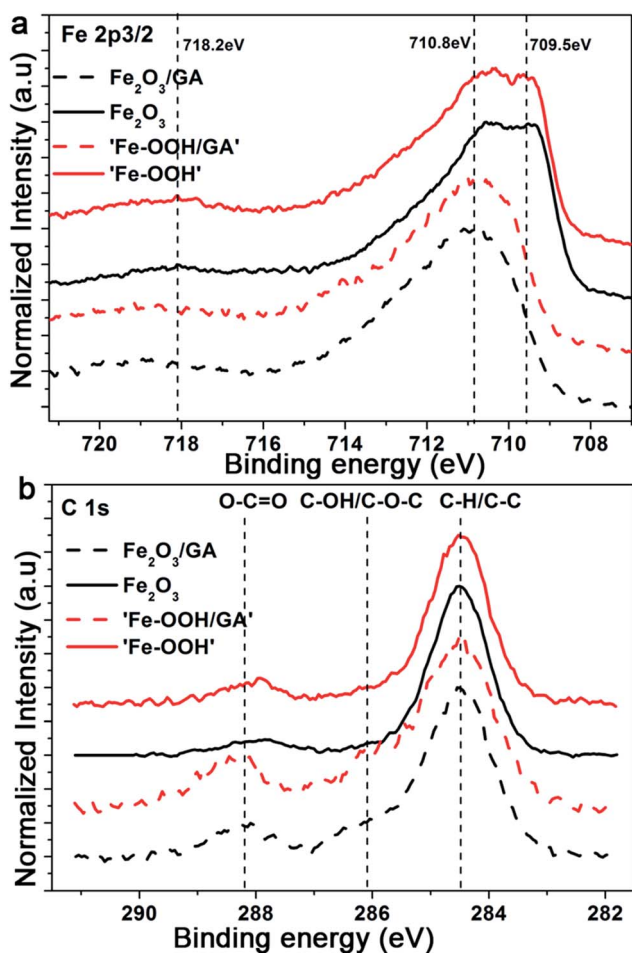 a
Fe 2p3/2
718.2eV
710.8eV
709.5eV
Fe₂O₃/GA
Fe₂O₃
'Fe-OOH/GA'
'Fe-OOH'
Normalized Intensity (a.u)
720 718 716 714 712 710 708
Binding energy (eV)
b
C 1s
O-C=O C-OH/C-O-C C-H/C-C
Fe₂O₃/GA
Fe₂O₃
'Fe-OOH/GA'
'Fe-OOH'
Normalized Intensity (a.u)
290 288 286 284 282
Binding energy (eV)